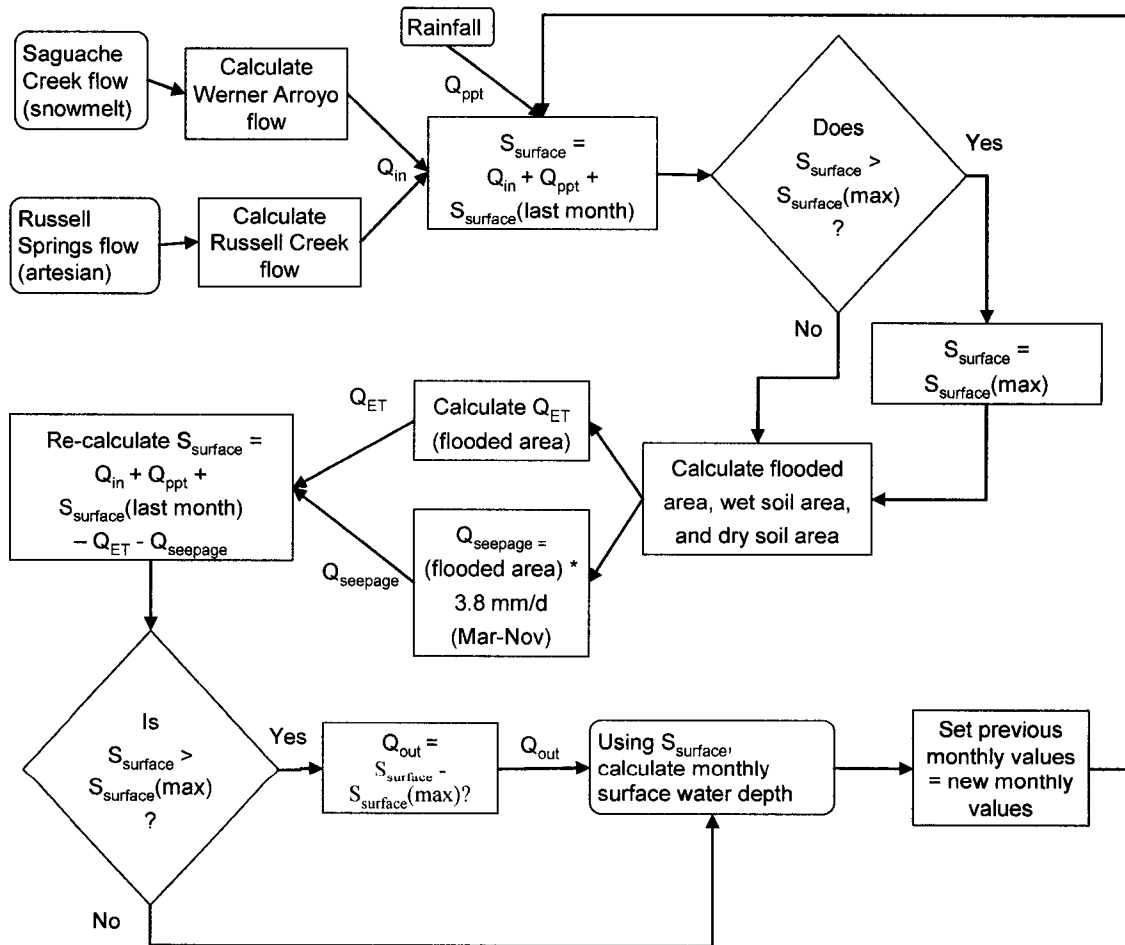 Saguache
Creek flow
(snowmelt)
Calculate
Werner Arroyo
flow
Rainfall
Q_ppt
Q_in
S_surface =
Q_in + Q_ppt +
S_surface(last month)
Does
S_surface >
S_surface(max)
?
Yes
No
Russell
Springs flow
(artesian)
Calculate
Russell Creek
flow
S_surface =
S_surface(max)
Calculate flooded
area, wet soil area,
and dry soil area
Calculate Q_ET
(flooded area)
Q_ET
Q_seepage =
(flooded area) *
3.8 mm/d
(Mar-Nov)
Q_seepage
Re-calculate S_surface =
Q_in + Q_ppt +
S_surface(last month)
– Q_ET - Q_seepage
Is
S_surface >
S_surface(max)
?
Yes
No
Q_out =
S_surface -
S_surface(max)?
Q_out
Using S_surface,
calculate monthly
surface water depth
Set previous
monthly values
= new monthly
values